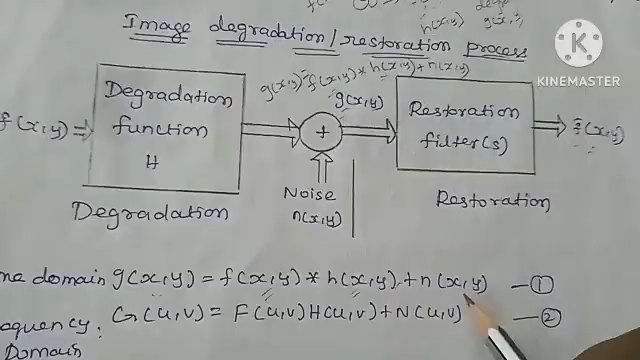 h(x,y) g(x,y)
Image degradation/restoration process
KINEMASTER
g(x,y) = f(x,y) * h(x,y) + n(x,y)
f(x,y) ⇒ Degradation function H
+
g(x,y)
Restoration filter(s)
f̂(x,y)
Noise n(x,y)
Degradation
Restoration
me domain g(x,y) = f(x,y) * h(x,y) + n(x,y) — ①
equency: G(u,v) = F(u,v) H(u,v) + N(u,v) — ②
Domain